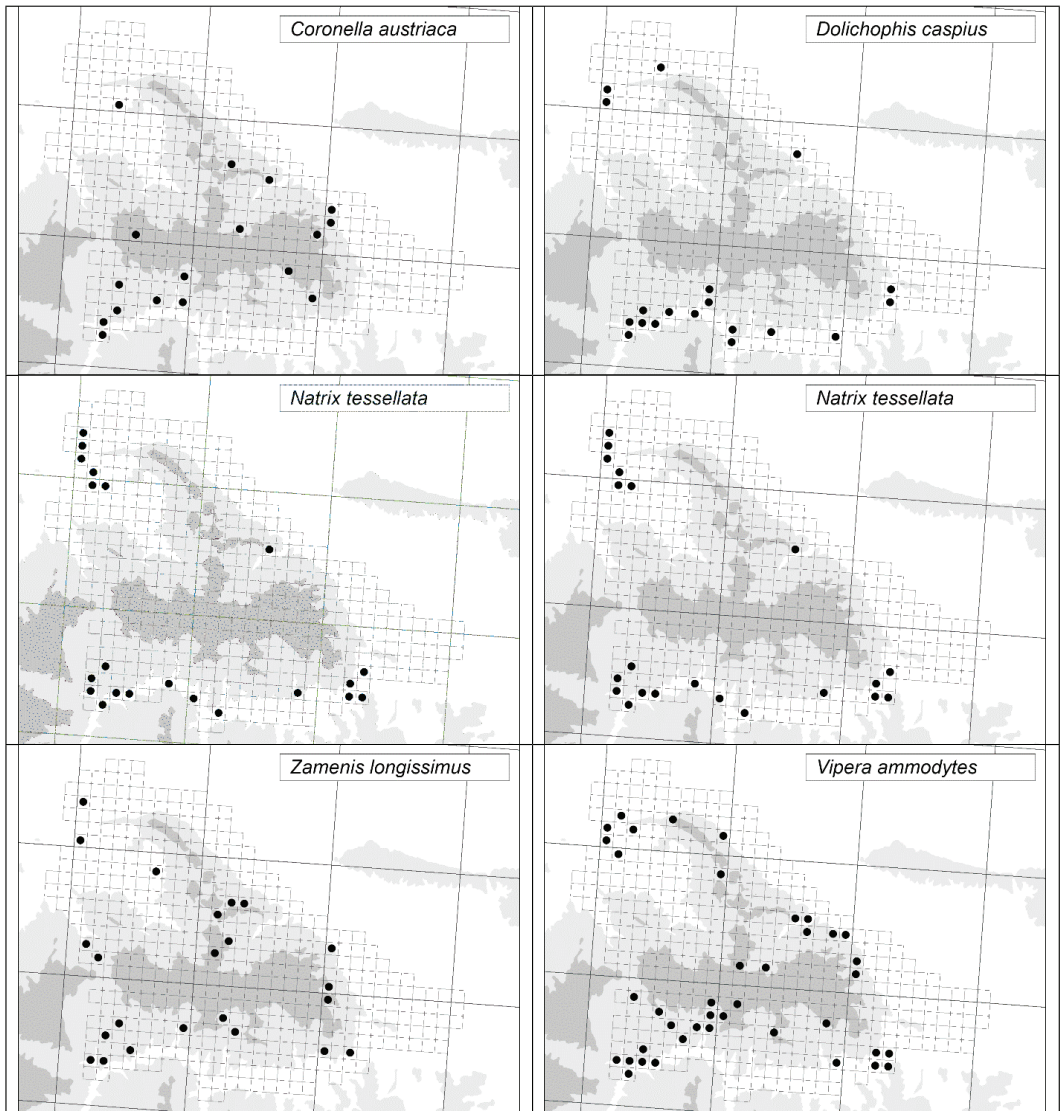 Coronella austriaca
Dolichophis caspius
Natrix tessellata
Natrix tessellata
Zamenis longissimus
Vipera ammodytes